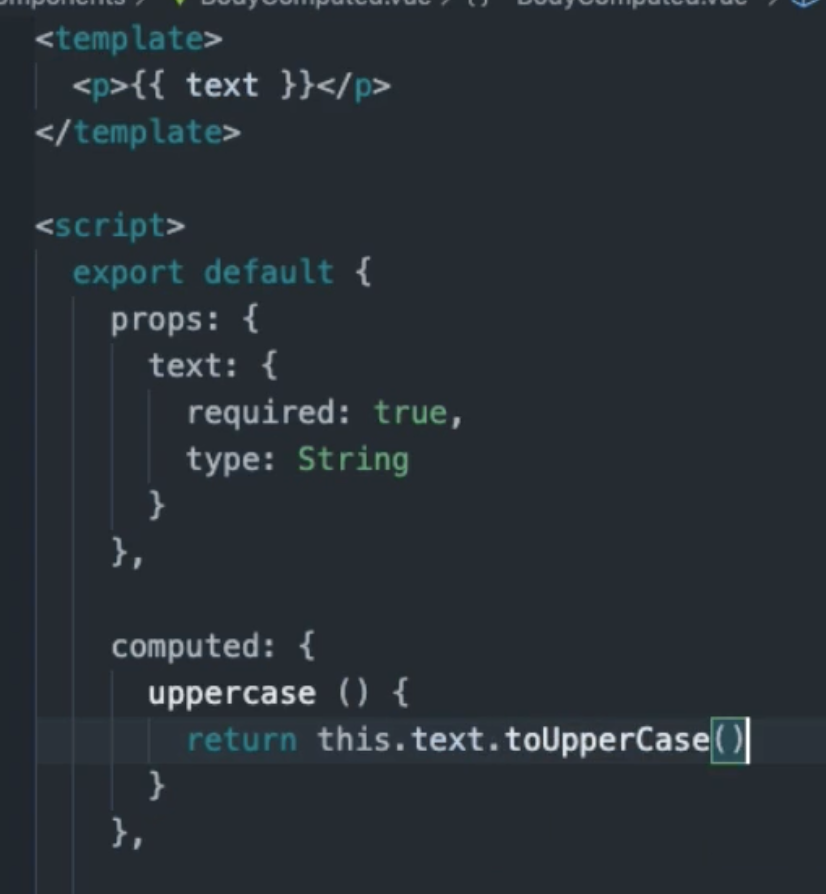 omponents > BodyComputed.vue > {} BodyComputed.vue >
<template>
<p>{{ text }}</p>
</template>
<script>
export default {
props: {
text: {
required: true,
type: String
}
},
computed: {
uppercase () {
return this.text.toUpperCase()
}
},